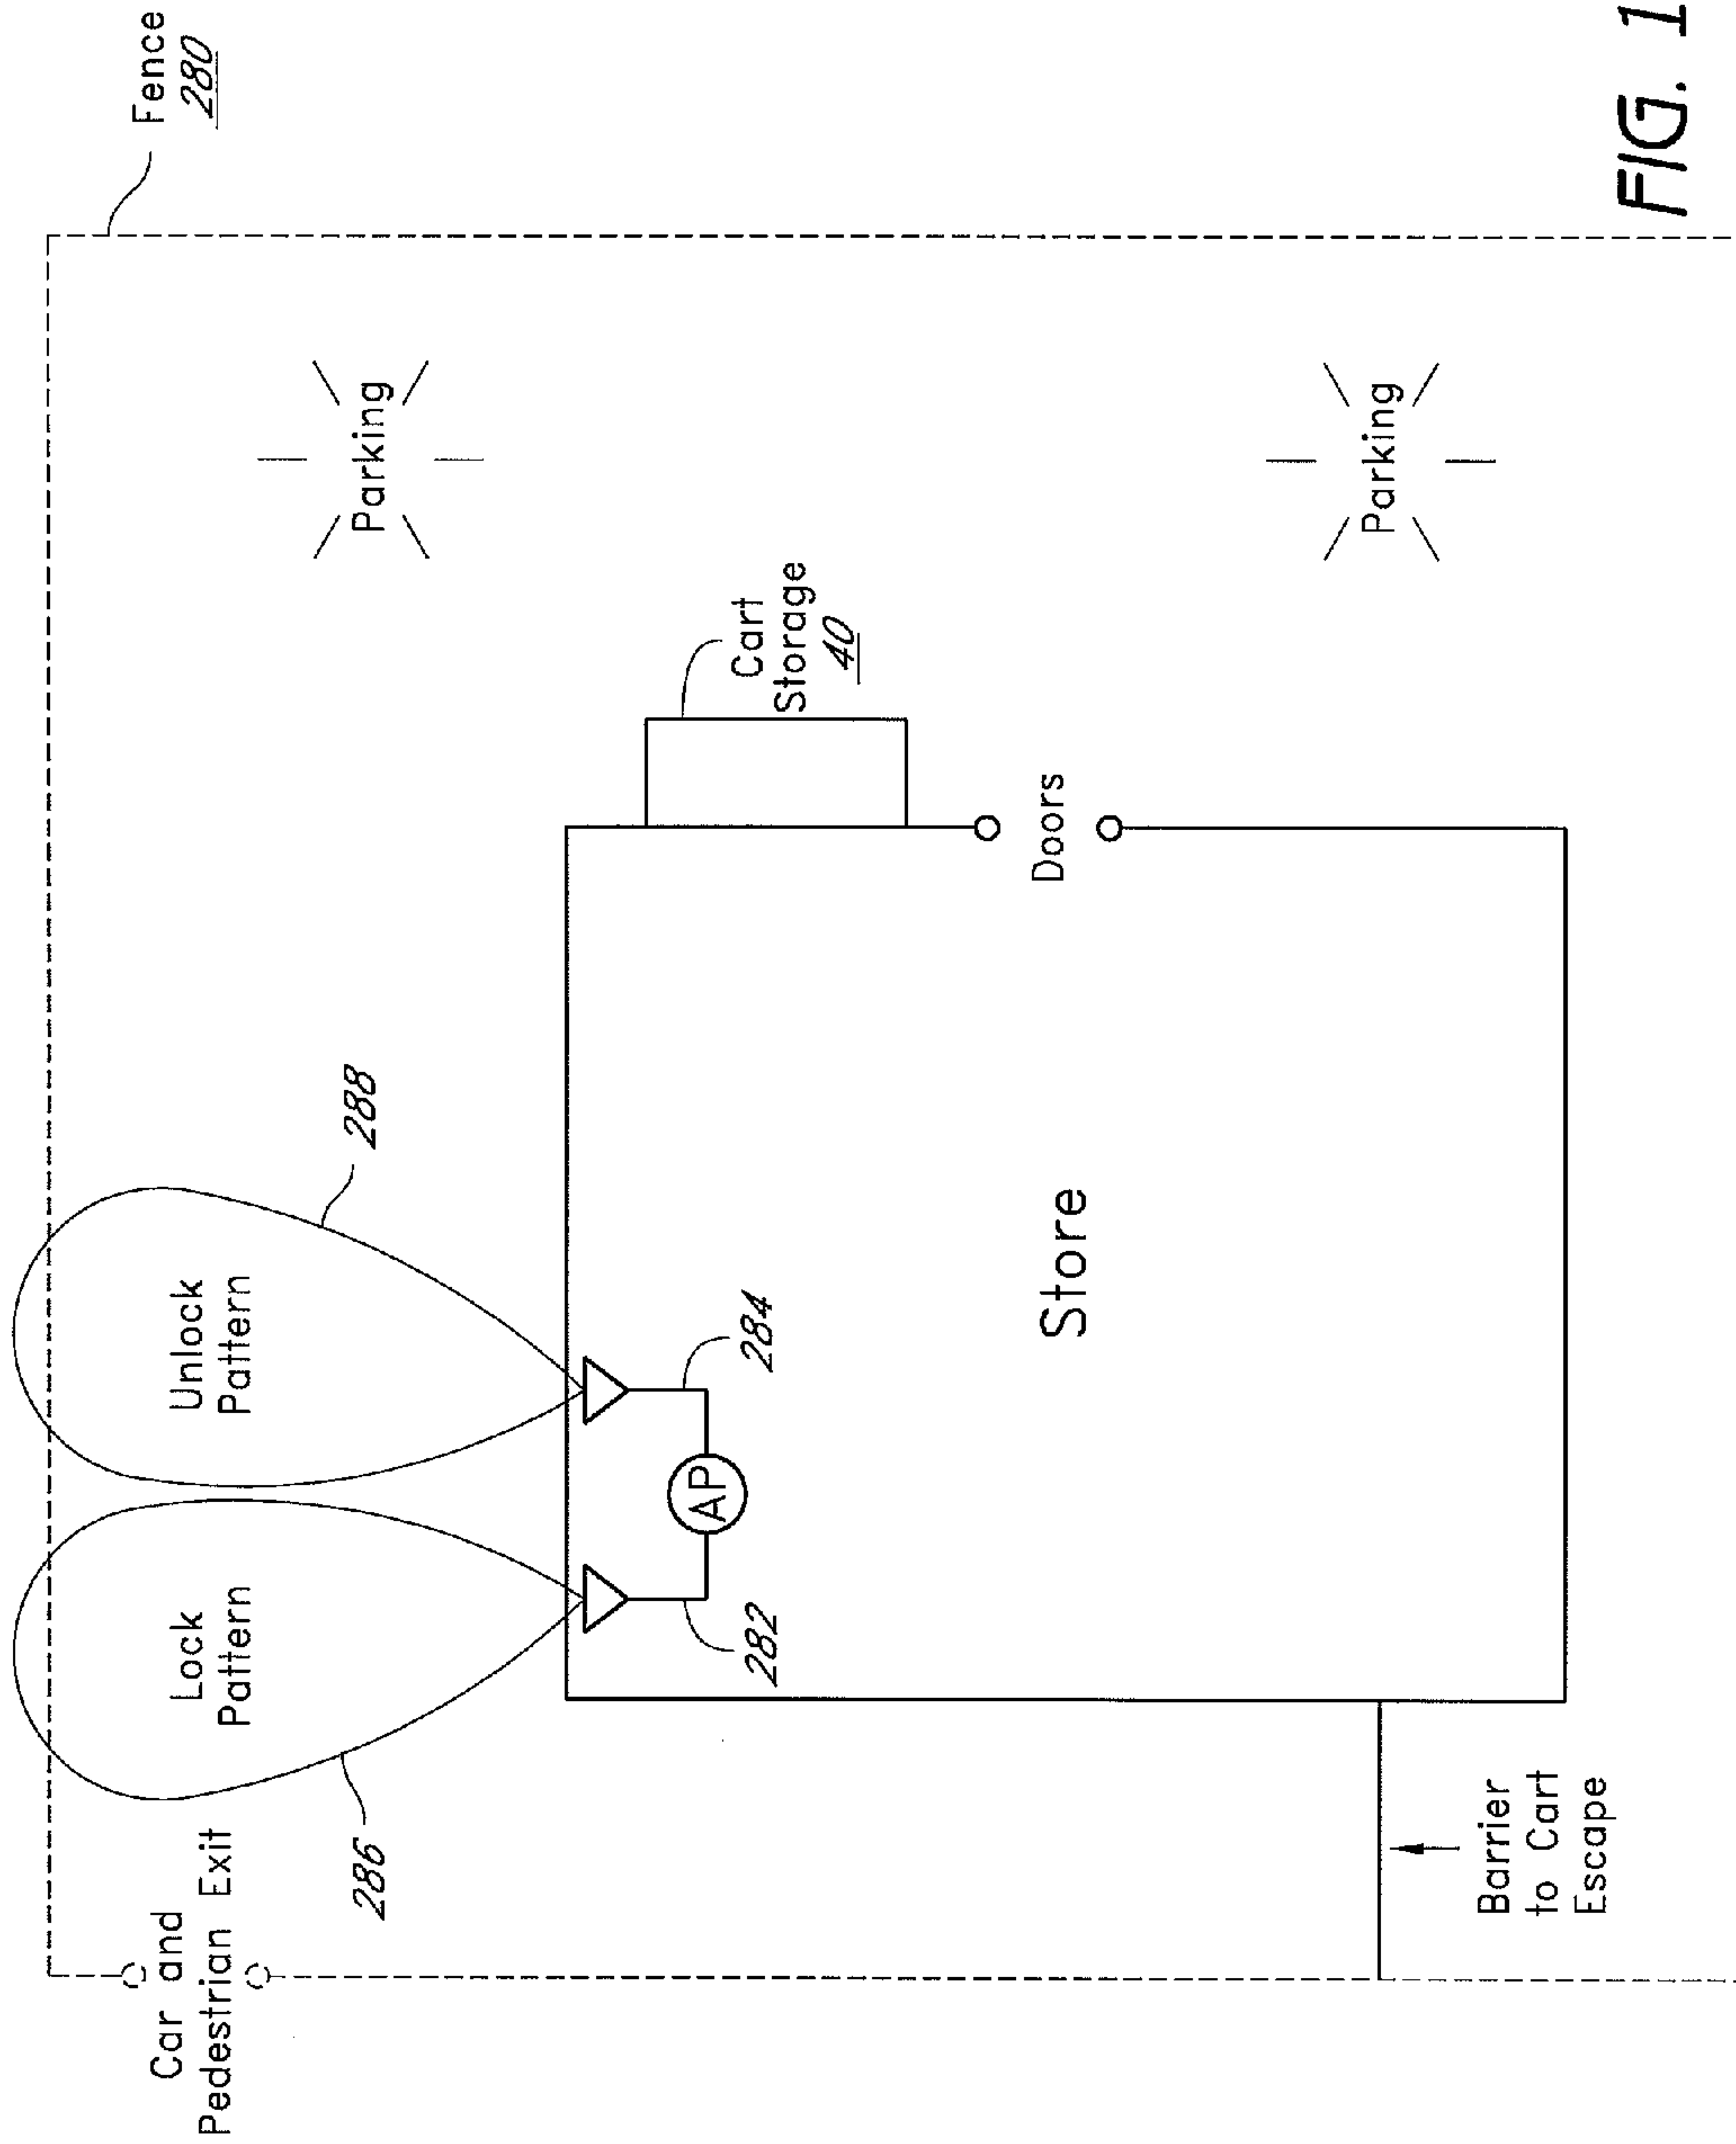 Fence
280
Car and
Pedestrian Exit
Lock
Pattern
Unlock
Pattern
286
288
Parking
AP
282
284
Cart
Storage
40
Store
Doors
Parking
Barrier
to Cart
Escape
FIG. 1